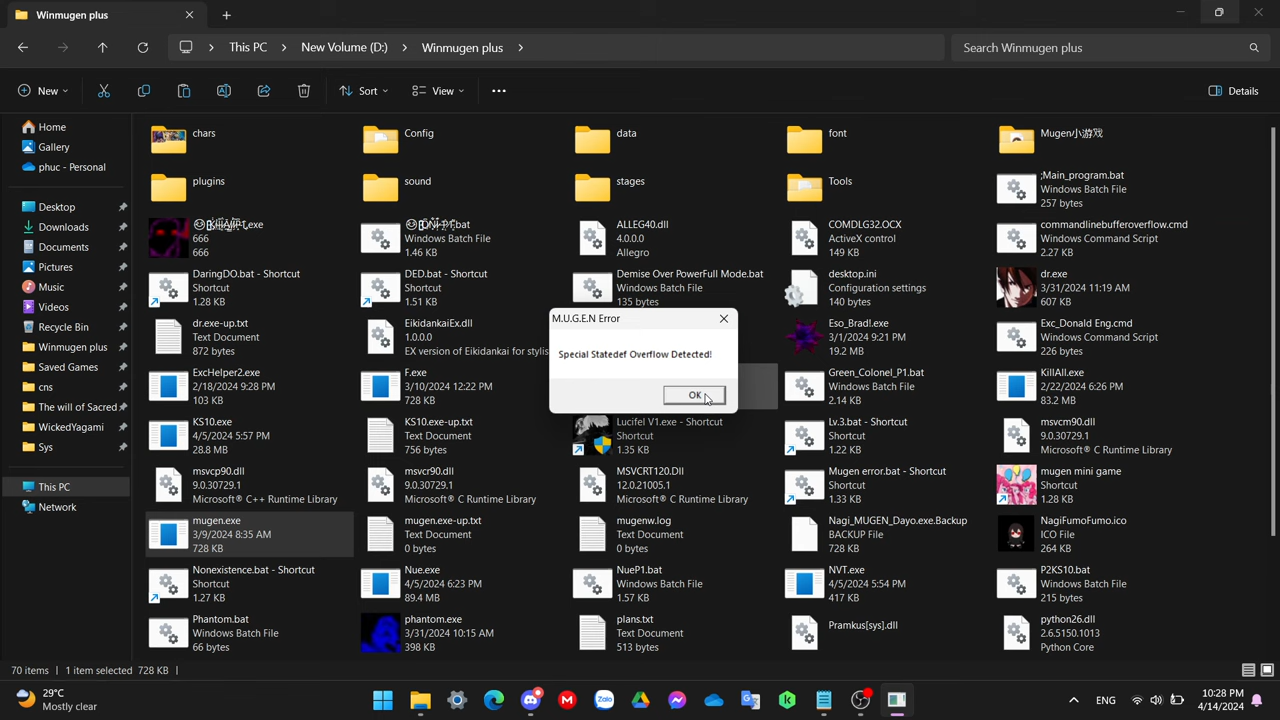 Winmugen plus
This PC
New Volume (D:)
Winmugen plus
Search Winmugen plus
New
Sort
View
Details
Home
Gallery
phuc - Personal
Desktop
Downloads
Documents
Pictures
Music
Videos
Recycle Bin
Winmugen plus
Saved Games
cns
The will of Sacred
WickedYagami
Sys
This PC
Network
chars
Config
data
font
Mugen小游戏
plugins
sound
stages
Tools
;Main_program.bat
Windows Batch File
257 bytes
.exe
666
666
.bat
Windows Batch File
1.46 KB
ALLEG40.dll
4.0.0.0
Allegro
COMDLG32.OCX
ActiveX control
149 KB
commandlinebufferoverflow.cmd
Windows Command Script
2.27 KB
DaringDO.bat - Shortcut
Shortcut
1.28 KB
DED.bat - Shortcut
Shortcut
1.51 KB
Demise Over PowerFull Mode.bat
Windows Batch File
135 bytes
desktop.ini
Configuration settings
140 bytes
dr.exe
3/31/2024 11:19 AM
607 KB
dr.exe-up.txt
Text Document
872 bytes
EikidankaiEx.dll
1.0.0.0
EX version of Eikidankai for stylis
Eso_Bradl.exe
3/1/2024 9:21 PM
19.2 MB
Exc_Donald Eng.cmd
Windows Command Script
226 bytes
ExcHelper2.exe
2/18/2024 9:28 PM
103 KB
F.exe
3/10/2024 12:22 PM
728 KB
Green_Colonel_P1.bat
Windows Batch File
2.14 KB
KillAll.exe
2/22/2024 6:26 PM
83.2 MB
KS10.exe
4/5/2024 5:57 PM
28.8 MB
KS10.exe-up.txt
Text Document
756 bytes
Lucifel V1.exe - Shortcut
Shortcut
1.35 KB
Lv.3.bat - Shortcut
Shortcut
1.22 KB
msvcm90.dll
9.0.30729.1
Microsoft® C Runtime Library
msvcp90.dll
9.0.30729.1
Microsoft® C++ Runtime Library
msvcr90.dll
9.0.30729.1
Microsoft® C Runtime Library
MSVCRT120.Dll
12.0.21005.1
Microsoft® C Runtime Library
Mugen error.bat - Shortcut
Shortcut
1.33 KB
mugen mini game
Shortcut
1.28 KB
mugen.exe
3/9/2024 8:35 AM
728 KB
mugen.exe-up.txt
Text Document
0 bytes
mugenw.log
Text Document
0 bytes
Nagi_MUGEN_Dayo.exe.Backup
BACKUP File
728 KB
NagiFumoFumo.ico
ICO File
264 KB
Nonexistence.bat - Shortcut
Shortcut
1.27 KB
Nue.exe
4/5/2024 6:23 PM
89.4 MB
NueP1.bat
Windows Batch File
1.57 KB
NVT.exe
4/5/2024 5:54 PM
417 KB
P2KS10.bat
Windows Batch File
215 bytes
Phantom.bat
Windows Batch File
66 bytes
phantom.exe
3/31/2024 10:15 AM
398 KB
plans.txt
Text Document
513 bytes
Pramkus[sys].dll
python26.dll
2.6.5150.1013
Python Core
M.U.G.E.N Error
Special Statedef Overflow Detected!
OK
70 items
1 item selected 728 KB
29°C
Mostly clear
Zalo
ENG
10:28 PM
4/14/2024